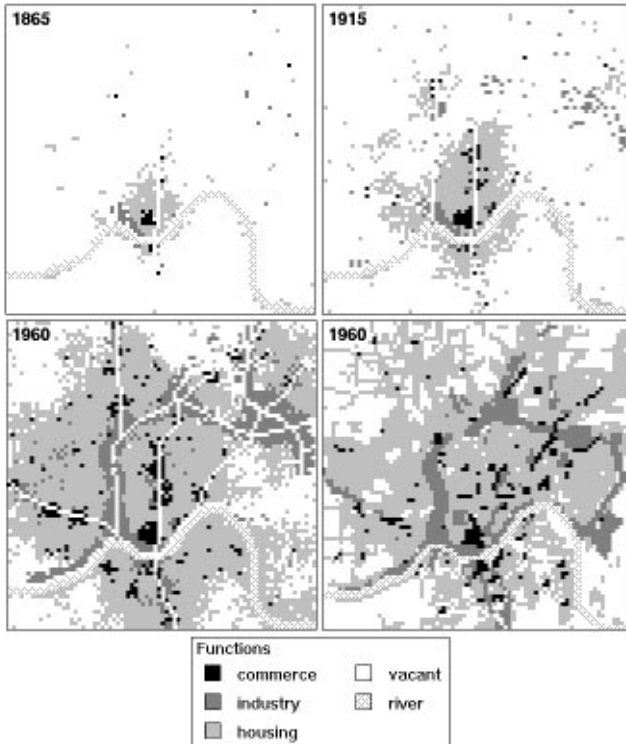 1865
1915
1960
1960
Functions
commerce
vacant
industry
river
housing